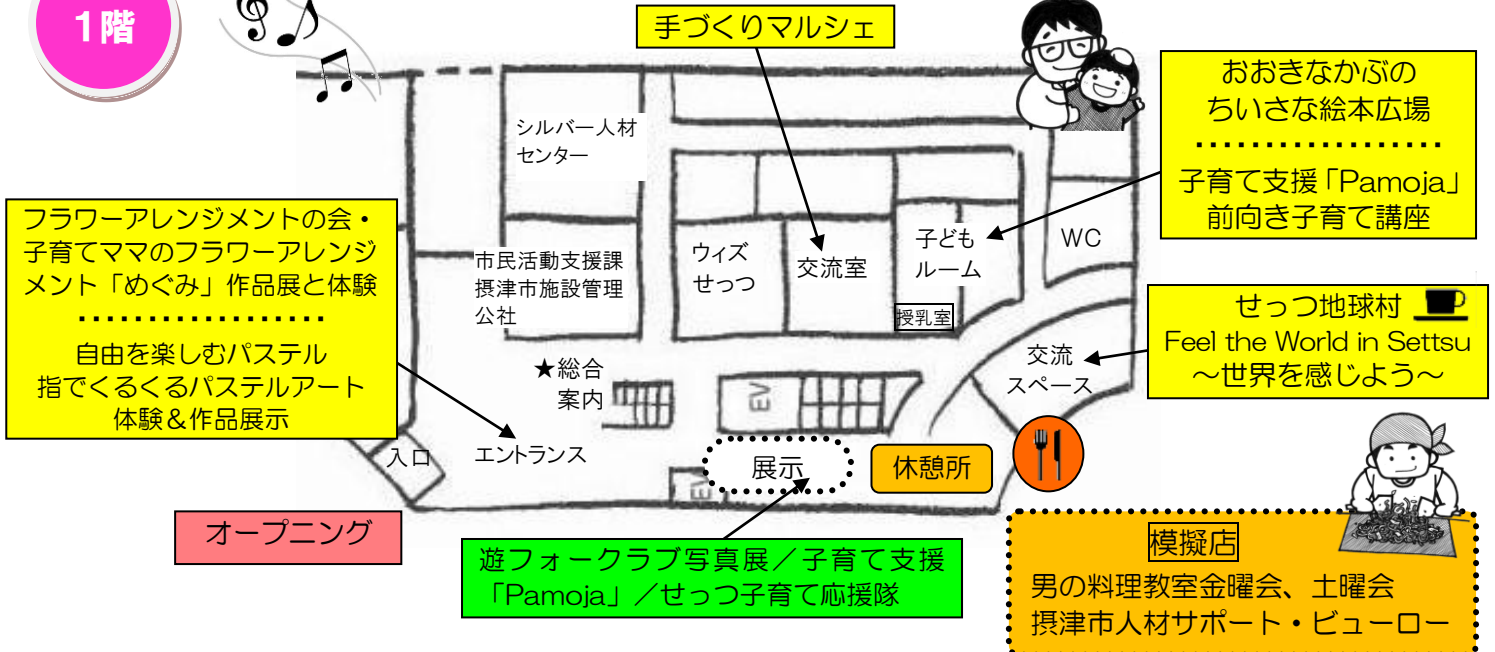 1階
手づくりマルシェ
おおきなかぶの
ちいさな絵本広場
子育て支援「Pamoja」
前向き子育て講座
シルバー人材
センター
フラワーアレンジメントの会・
子育てママのフラワーアレンジ
メント「めぐみ」作品展と体験
自由を楽しむパステル
指でくるくるパステルアート
体験&作品展示
市民活動支援課
摂津市施設管理
公社
ウィズ
せっつ
交流室
子ども
ルーム
授乳室
WC
せっつ地球村
Feel the World in Settsu
~世界を感じよう~
交流
スペース
★総合
案内
EV
入口
エントランス
展示
休憩所
EV
オープニング
遊フォークラブ写真展/子育て支援
「Pamoja」/せっつ子育て応援隊
模擬店
男の料理教室金曜会、土曜会
摂津市人材サポート・ビューロー